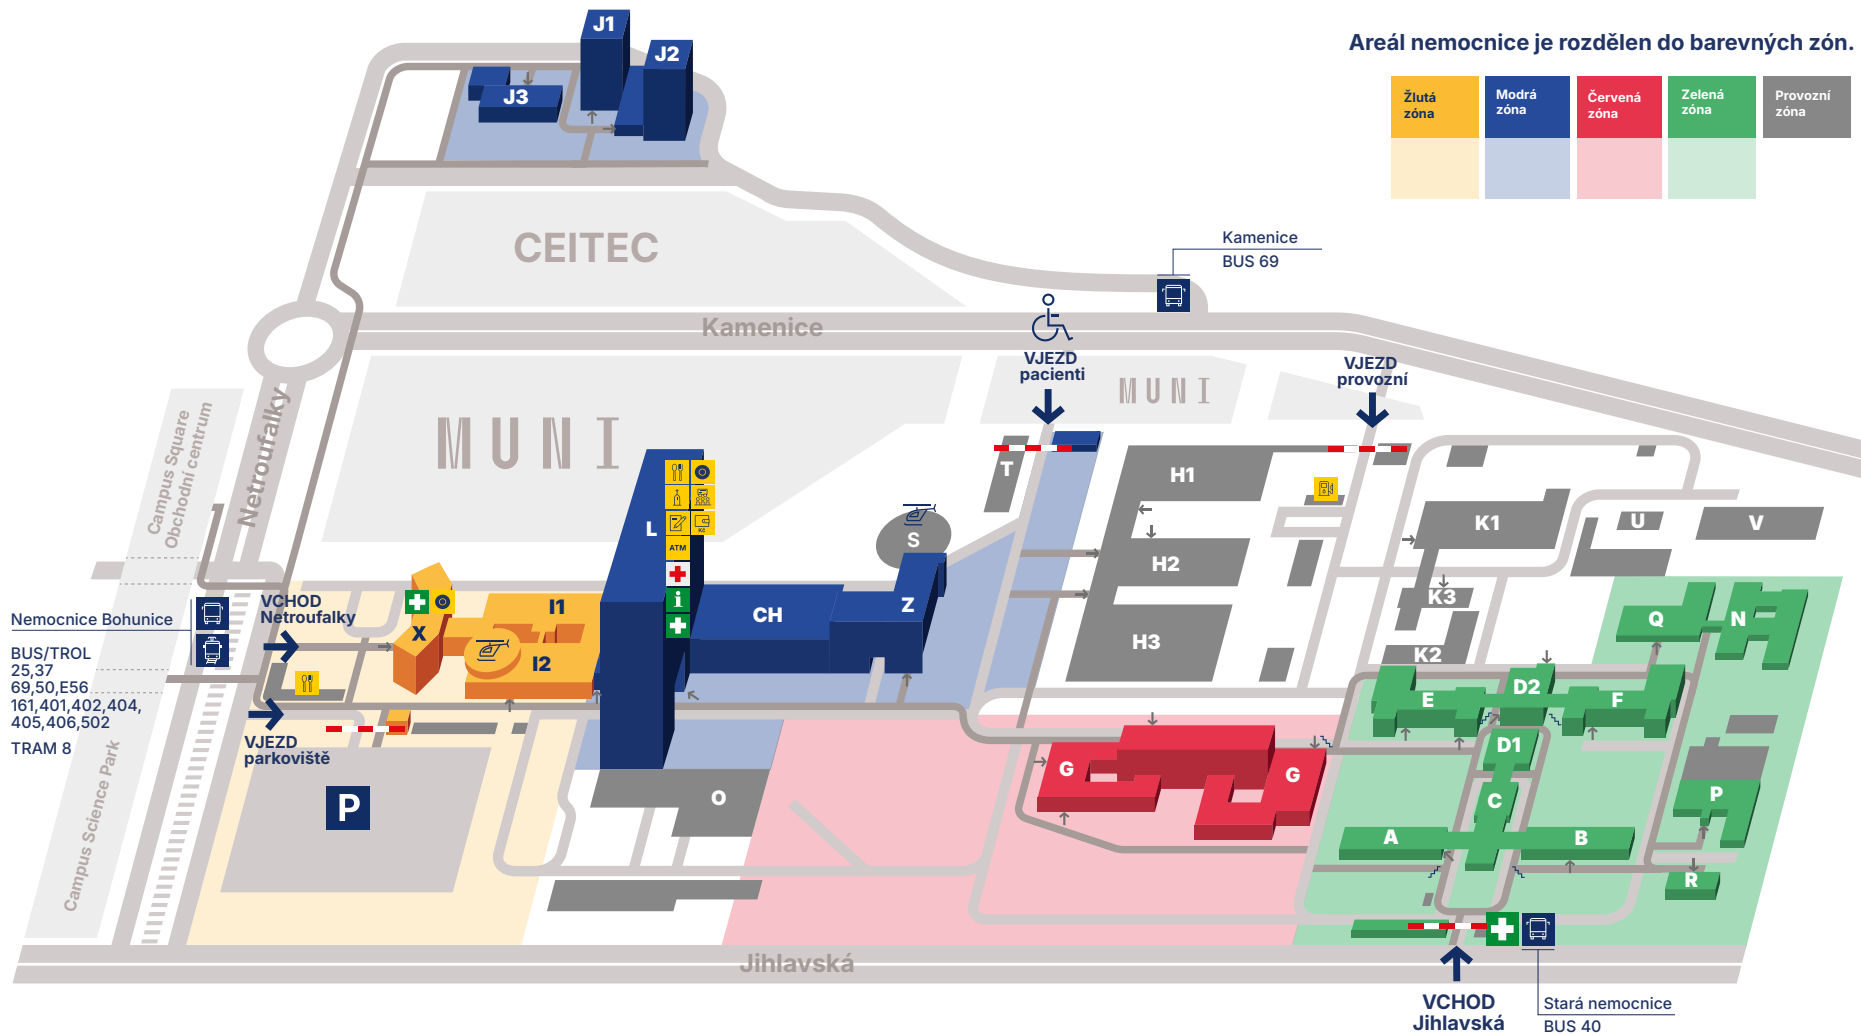 Areál nemocnice je rozdělen do barevných zón.
Žlutá
zóna
Modrá
zóna
Červená
zóna
Zelená
zóna
Provozní
zóna
J1
J2
J3
CEITEC
Kamenice
BUS 69
Kamenice
VJEZD
pacienti
VJEZD
provozní
MUNI
MUNI
Netroufalky
Campus Square
Obchodní centrum
Campus Science Park
Nemocnice Bohunice
BUS/TROL
25,37
69,50,E56
161,401,402,404,
405,406,502
TRAM 8
VCHOD
Netroufalky
VJEZD
parkoviště
P
X
I1
I2
L
ATM
i
CH
Z
S
T
H1
H2
H3
K1
K2
K3
U
V
Q
N
E
D2
F
D1
C
A
B
P
R
G
G
O
Jihlavská
VCHOD
Jihlavská
Stará nemocnice
BUS 40